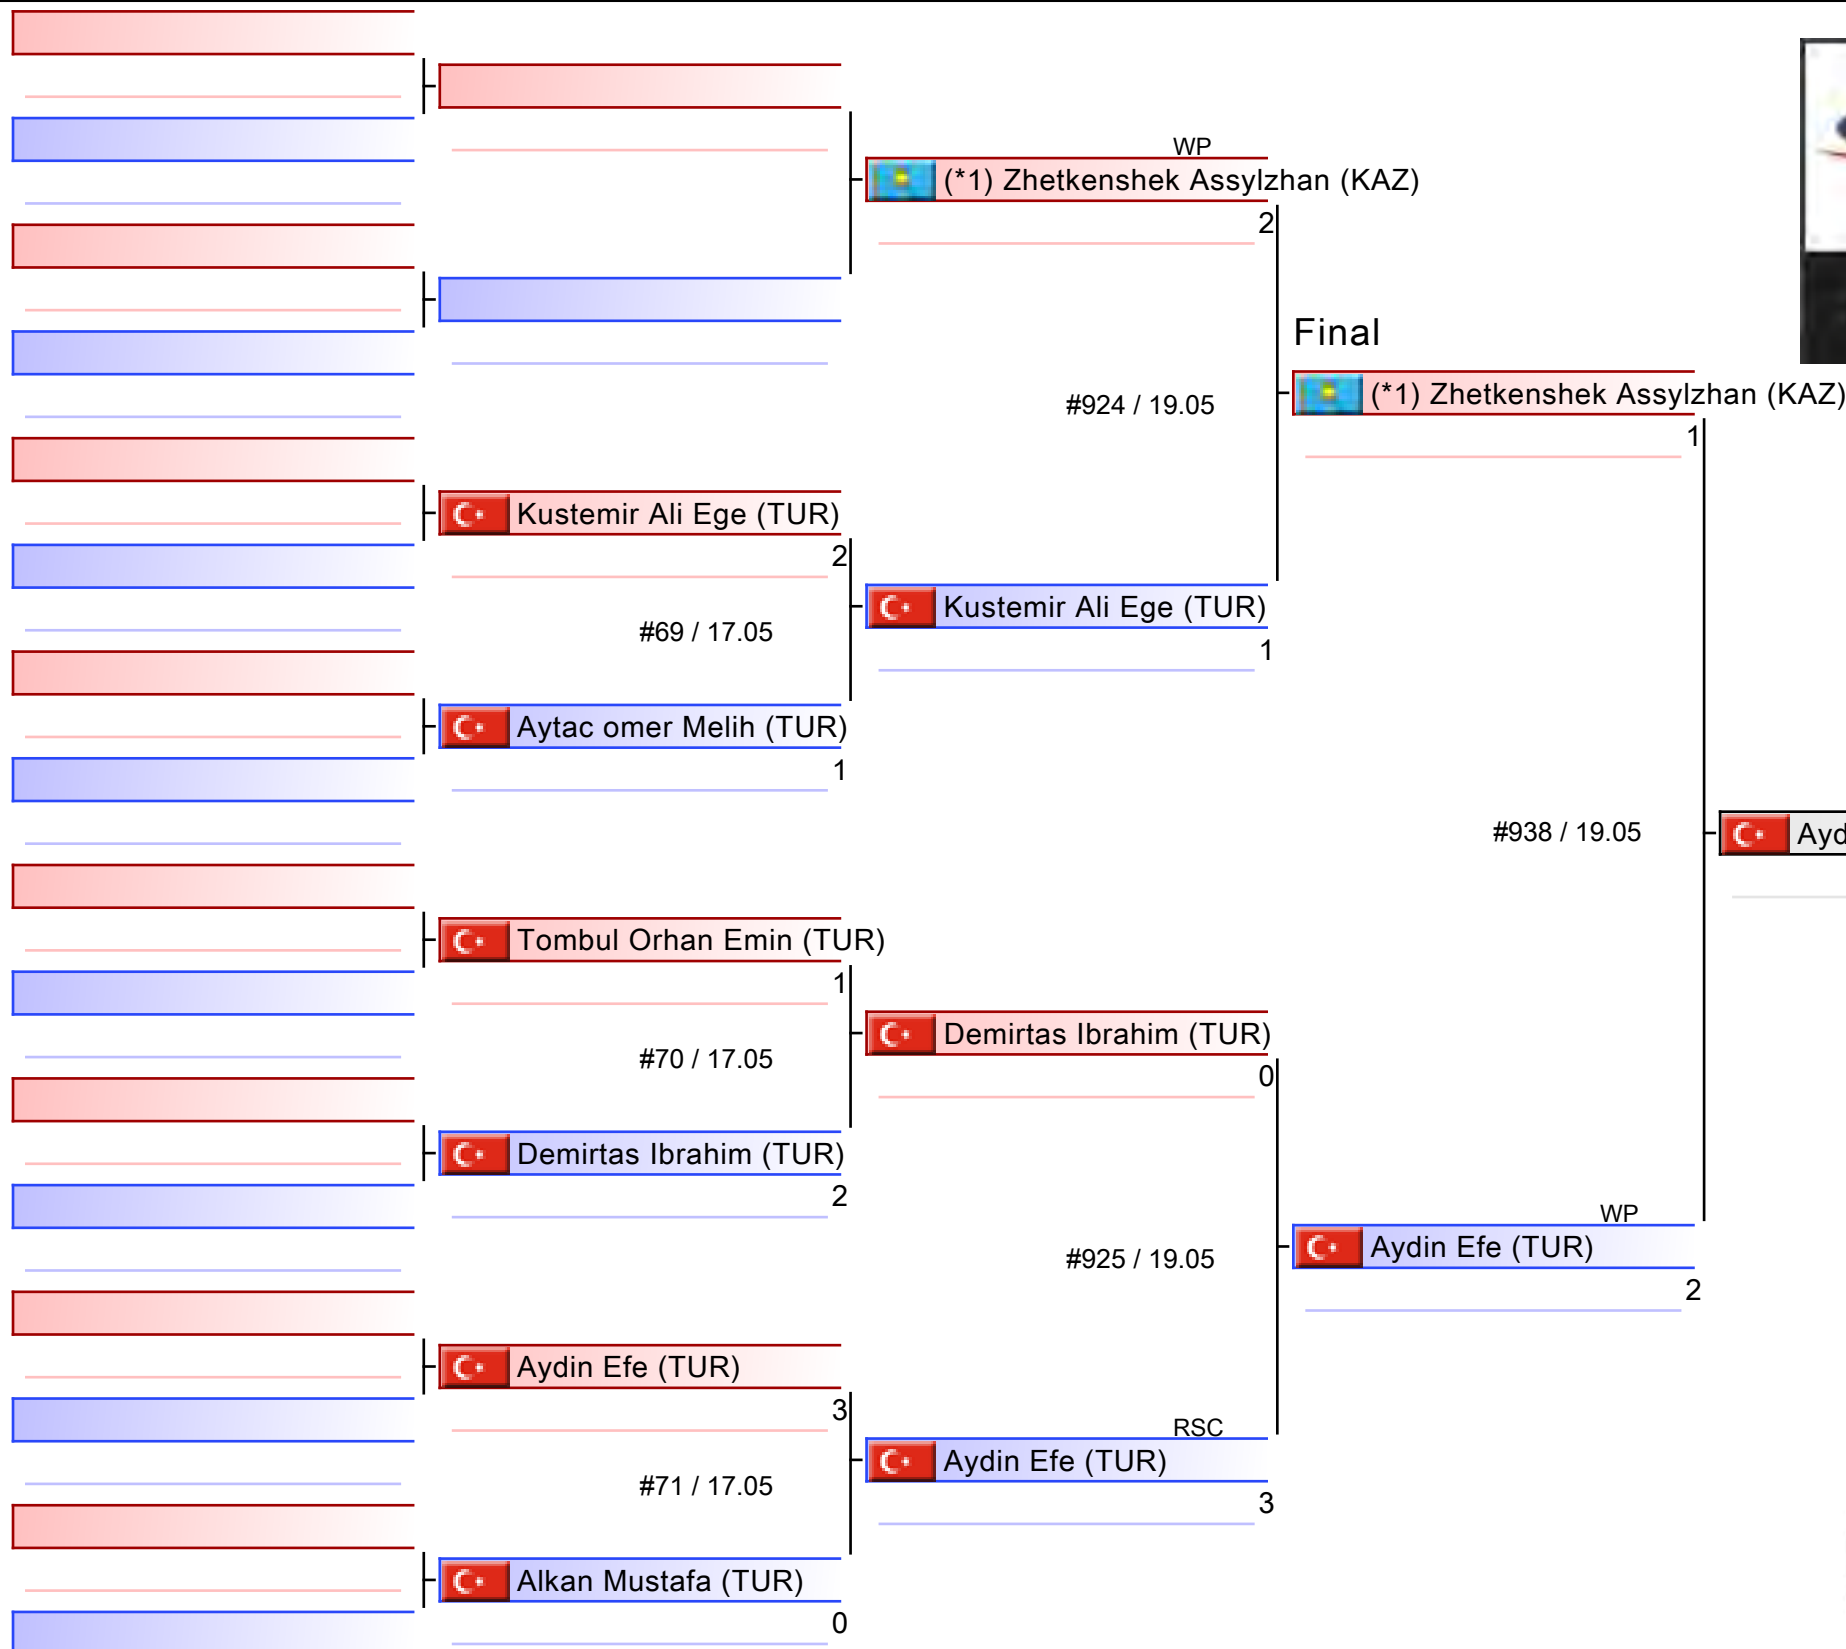 WP
(*1) Zhetkenshek Assylzhan (KAZ)
2
Final
#924 / 19.05
(*1) Zhetkenshek Assylzhan (KAZ)
1
Kustemir Ali Ege (TUR)
2
#69 / 17.05
Kustemir Ali Ege (TUR)
1
Aytac omer Melih (TUR)
1
#938 / 19.05
Ayd
Tombul Orhan Emin (TUR)
1
#70 / 17.05
Demirtas Ibrahim (TUR)
0
Demirtas Ibrahim (TUR)
2
#925 / 19.05
WP
Aydin Efe (TUR)
2
Aydin Efe (TUR)
3
#71 / 17.05
RSC
Aydin Efe (TUR)
3
Alkan Mustafa (TUR)
0